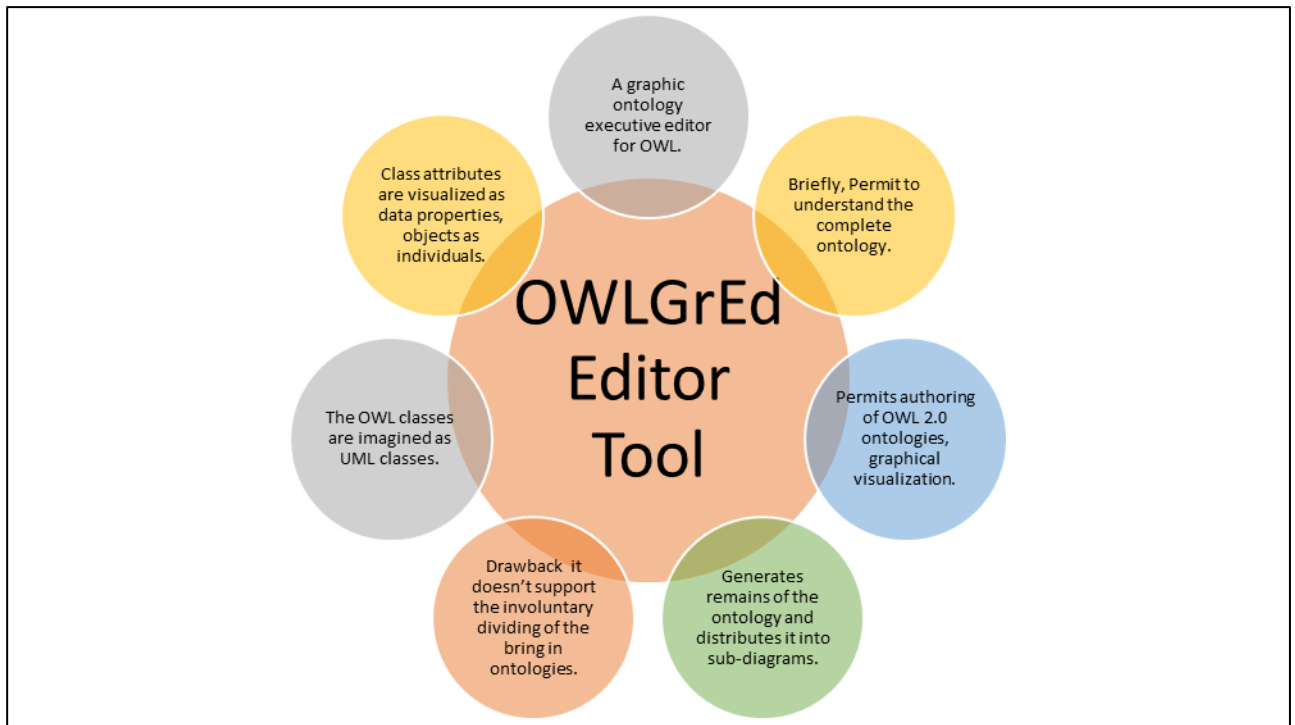 A graphic
ontology
executive editor
for OWL.
Briefly, Permit to
understand the
complete
ontology.
Permits authoring
of OWL 2.0
ontologies,
graphical
visualization.
Generates
remains of the
ontology and
distributes it into
sub-diagrams.
Drawback it
doesn’t support
the involuntary
dividing of the
bring in
ontologies.
The OWL classes
are imagined as
UML classes.
Class attributes
are visualized as
data properties,
objects as
individuals.
OWLGrEd
Editor
Tool